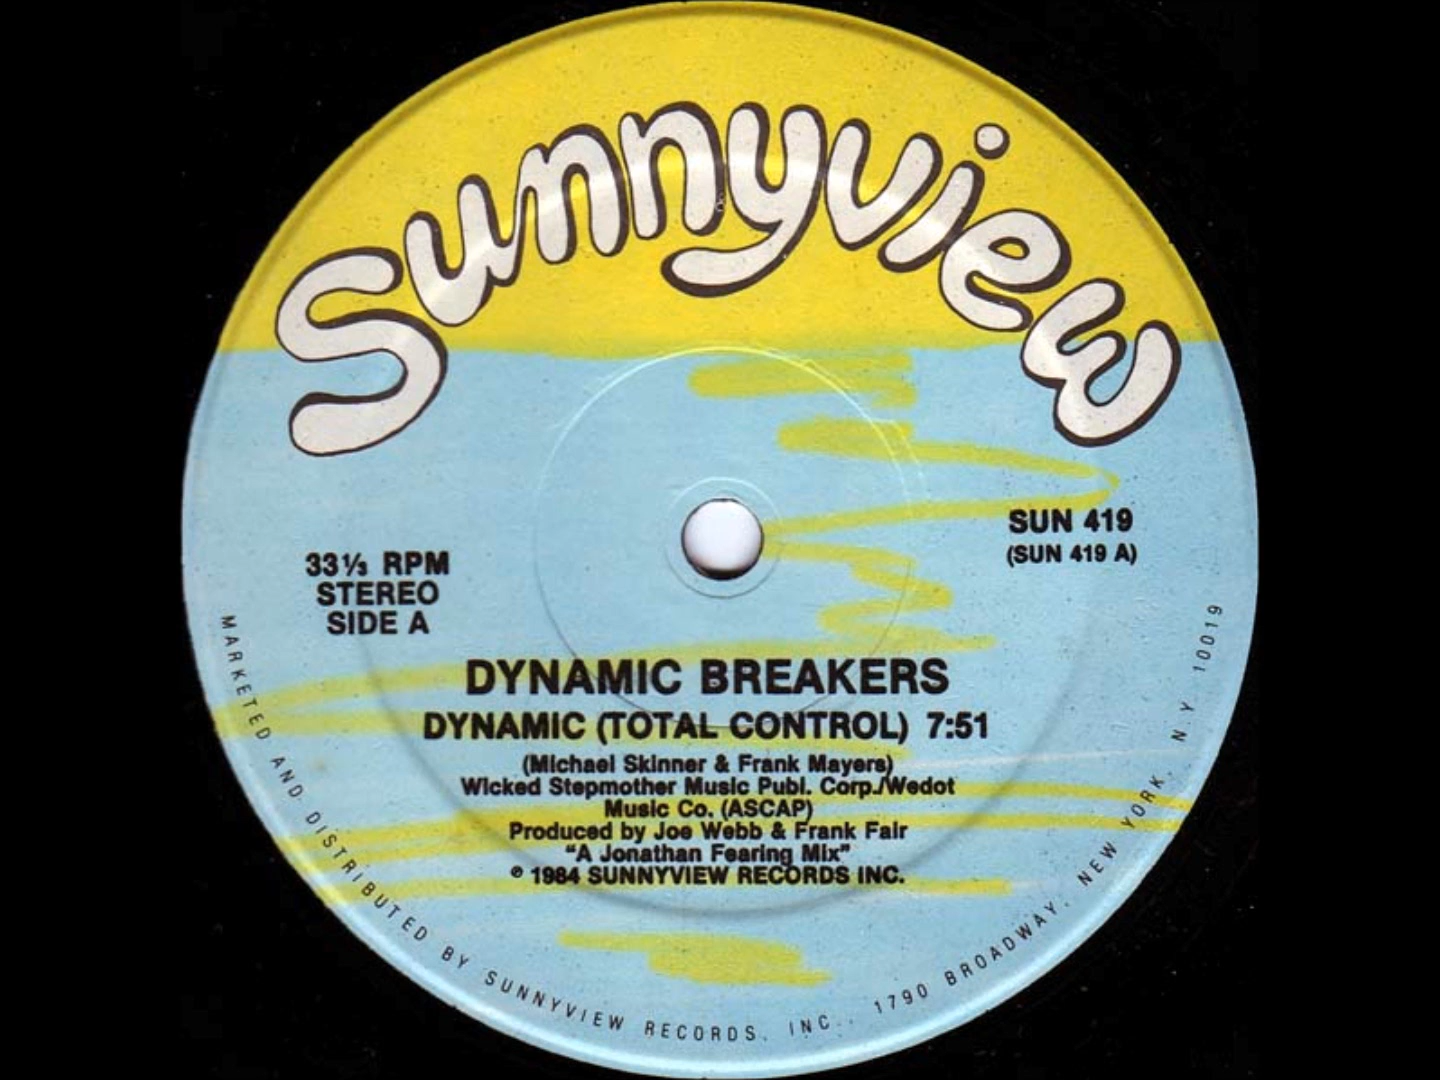 Sunnyview
SUN 419
(SUN 419 A)
33⅓ RPM
STEREO
SIDE A
DYNAMIC BREAKERS
DYNAMIC (TOTAL CONTROL) 7:51
(Michael Skinner & Frank Mayers)
Wicked Stepmother Music Publ. Corp./Wedot
Music Co. (ASCAP)
Produced by Joe Webb & Frank Fair
"A Jonathan Fearing Mix"
℗ 1984 SUNNYVIEW RECORDS INC.
MARKETED AND DISTRIBUTED BY SUNNYVIEW RECORDS, INC., 1790 BROADWAY, NEW YORK, N Y 10019